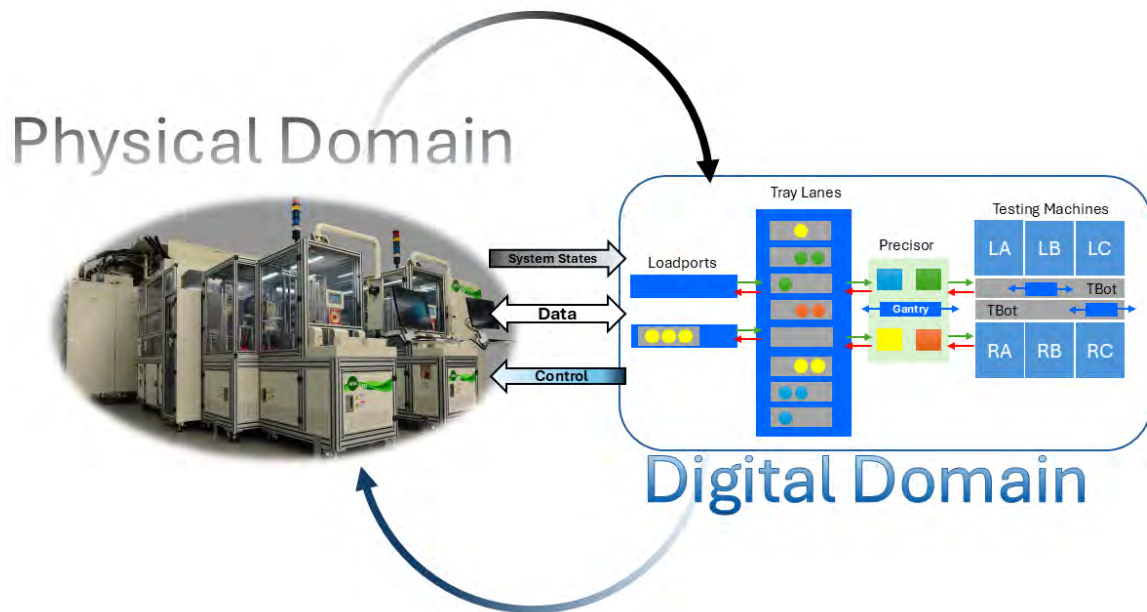 Physical Domain
System States
Data
Control
Tray Lanes
Testing Machines
Loadports
Precisor
LA LB LC
TBot
Gantry
TBot
RA RB RC
Digital Domain